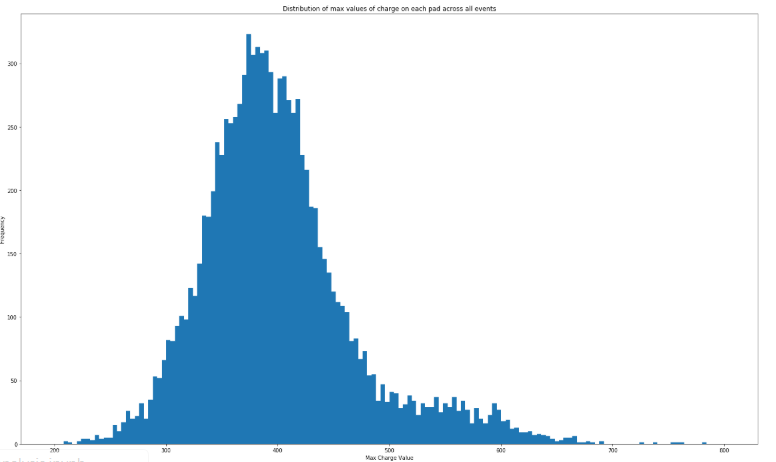 Distribution of max values of charge on each pad across all events
Frequency
300
250
200
150
100
50
0
200 300 400 500 600 700 800
Max Charge Value